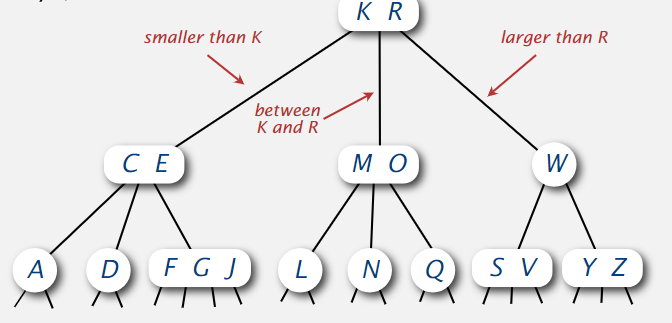 K R
smaller than K
larger than R
between
K and R
C E
M O
W
A
D
F G J
L
N
Q
S V
Y Z